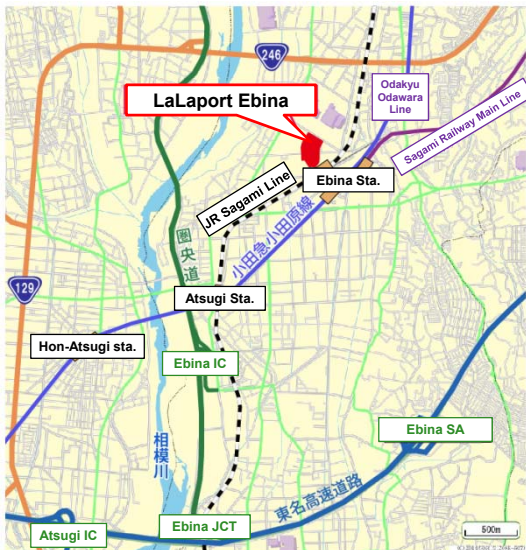 246
Odakyu
Odawara
Line
LaLaport Ebina
Sagami Railway Main Line
Ebina Sta.
JR Sagami Line
小田急小田原線
圏央道
129
Atsugi Sta.
Hon-Atsugi sta.
Ebina IC
Ebina SA
相模川
東名高速道路
Ebina JCT
Atsugi IC
500m